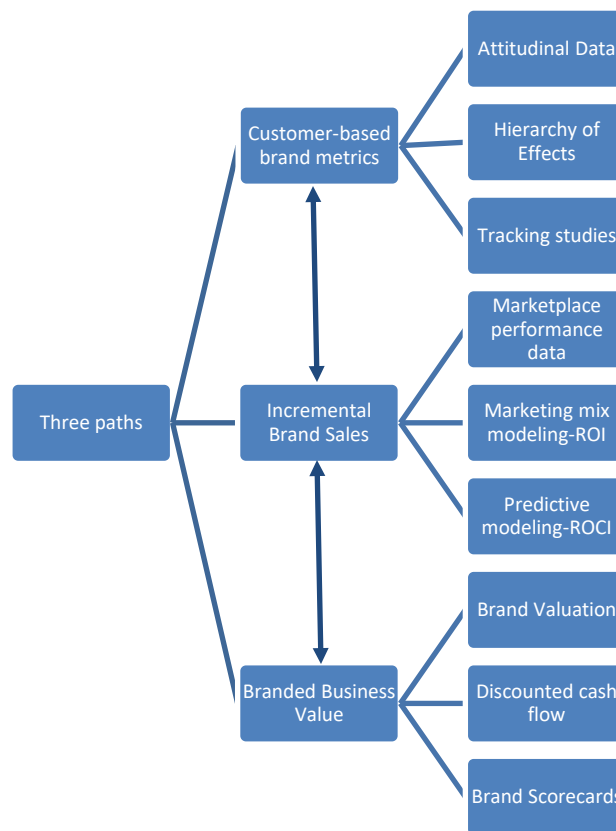 Three paths
Customer-based
brand metrics
Attitudinal Data
Hierarchy of
Effects
Tracking studies
Incremental
Brand Sales
Marketplace
performance
data
Marketing mix
modeling-ROI
Predictive
modeling-ROCI
Branded Business
Value
Brand Valuation
Discounted cash
flow
Brand Scorecards